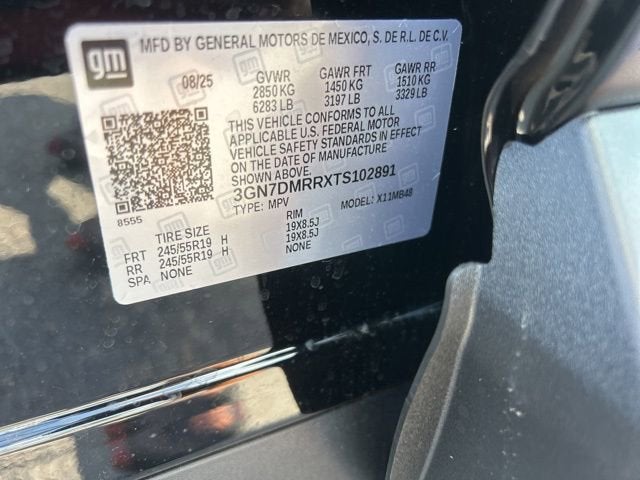 gm
MFD BY GENERAL MOTORS DE MEXICO, S. DE R.L. DE C.V.
08/25 GVWR GAWR FRT GAWR RR
2850 KG 1450 KG 1510 KG
6283 LB 3197 LB 3329 LB
THIS VEHICLE CONFORMS TO ALL
APPLICABLE U.S. FEDERAL MOTOR
VEHICLE SAFETY STANDARDS IN EFFECT
ON THE DATE OF MANUFACTURE
SHOWN ABOVE.
3GN7DMRRXTS102891
TYPE: MPV MODEL: X11MB48
8555
TIRE SIZE RIM
FRT 245/55R19 H 19X8.5J
RR 245/55R19 H 19X8.5J
SPA NONE NONE